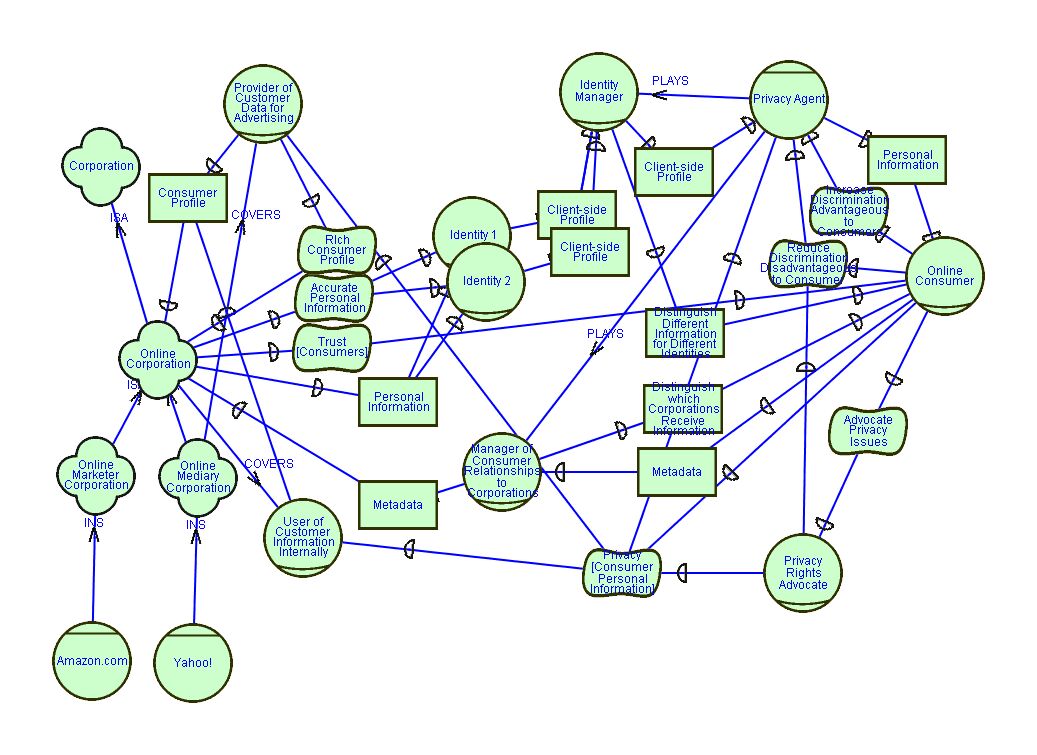 PLAYS
Identity
Manager
Provider of
Customer
Data for
Advertising
Privacy Agent
Corporation
Personal
Information
Client-side
Profile
Consumer
Profile
Increase
Discrimination
Advantageous
to
Consumers
ISA
COVERS
Client-side
Profile
Identity 1
Client-side
Profile
RIch
Consumer
Profile
Reduce
Discrimination
Disadvantageous
to Consumer
Identity 2
Online
Consumer
Accurate
Personal
Information
Distinguish
Different
Information
for Different
Identities
PLAYS
Trust
[Consumers]
Online
Corporation
ISA
Personal
Information
Distinguish
which
Corporations
Receive
Information
Advocate
Privacy
Issues
Online
Marketer
Corporation
Online
Mediary
Corporation
COVERS
Manager of
Consumer
Relationships
to
Corporations
Metadata
Metadata
INS
INS
User of
Customer
Information
Internally
Privacy
[Consumer
Personal
Information]
Privacy
Rights
Advocate
Amazon.com
Yahoo!